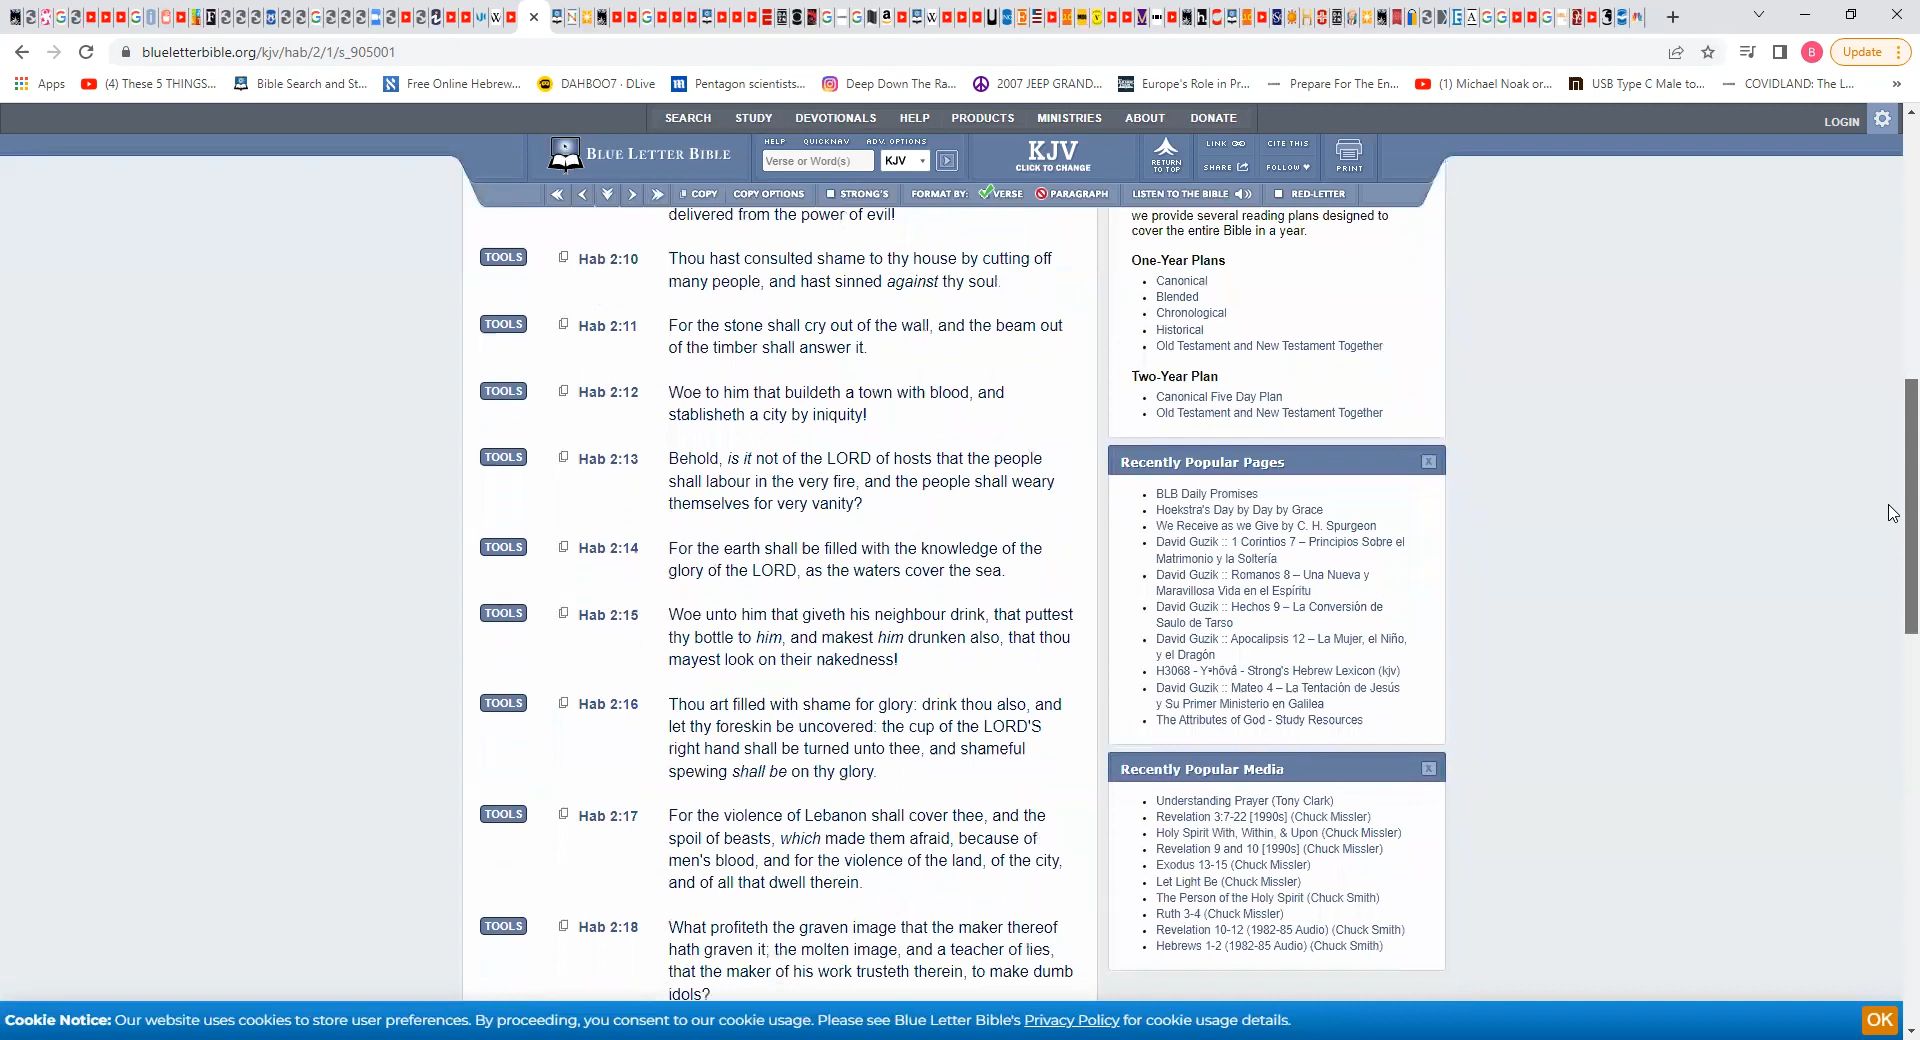 blueletterbible.org/kjv/hab/2/1/s_905001
Update
Apps
(4) These 5 THINGS...
Bible Search and St...
Free Online Hebrew...
DAHBOO7 · DLive
Pentagon scientists...
Deep Down The Ra...
2007 JEEP GRAND...
Europe's Role in Pr...
Prepare For The En...
(1) Michael Noak or...
USB Type C Male to...
COVIDLAND: The L...
SEARCH STUDY DEVOTIONALS HELP PRODUCTS MINISTRIES ABOUT DONATE
LOGIN
BLUE LETTER BIBLE
HELP QUICKNAV ADV. OPTIONS
Verse or Word(s)
KJV
KJV
CLICK TO CHANGE
RETURN
TO TOP
LINK
CITE THIS
SHARE
FOLLOW
PRINT
COPY COPY OPTIONS STRONG'S FORMAT BY: VERSE PARAGRAPH LISTEN TO THE BIBLE RED-LETTER
delivered from the power of evil!
TOOLS Hab 2:10 Thou hast consulted shame to thy house by cutting off
many people, and hast sinned against thy soul.
TOOLS Hab 2:11 For the stone shall cry out of the wall, and the beam out
of the timber shall answer it.
TOOLS Hab 2:12 Woe to him that buildeth a town with blood, and
stablisheth a city by iniquity!
TOOLS Hab 2:13 Behold, is it not of the LORD of hosts that the people
shall labour in the very fire, and the people shall weary
themselves for very vanity?
TOOLS Hab 2:14 For the earth shall be filled with the knowledge of the
glory of the LORD, as the waters cover the sea.
TOOLS Hab 2:15 Woe unto him that giveth his neighbour drink, that puttest
thy bottle to him, and makest him drunken also, that thou
mayest look on their nakedness!
TOOLS Hab 2:16 Thou art filled with shame for glory: drink thou also, and
let thy foreskin be uncovered: the cup of the LORD'S
right hand shall be turned unto thee, and shameful
spewing shall be on thy glory.
TOOLS Hab 2:17 For the violence of Lebanon shall cover thee, and the
spoil of beasts, which made them afraid, because of
men's blood, and for the violence of the land, of the city,
and of all that dwell therein.
TOOLS Hab 2:18 What profiteth the graven image that the maker thereof
hath graven it; the molten image, and a teacher of lies,
that the maker of his work trusteth therein, to make dumb
idols?
we provide several reading plans designed to
cover the entire Bible in a year.
One-Year Plans
Canonical
Blended
Chronological
Historical
Old Testament and New Testament Together
Two-Year Plan
Canonical Five Day Plan
Old Testament and New Testament Together
Recently Popular Pages
BLB Daily Promises
Hoekstra's Day by Day by Grace
We Receive as we Give by C. H. Spurgeon
David Guzik :: 1 Corintios 7 – Principios Sobre el
Matrimonio y la Soltería
David Guzik :: Romanos 8 – Una Nueva y
Maravillosa Vida en el Espíritu
David Guzik :: Hechos 9 – La Conversión de
Saulo de Tarso
David Guzik :: Apocalipsis 12 – La Mujer, el Niño,
y el Dragón
H3068 - Yᵊhōvâ - Strong's Hebrew Lexicon (kjv)
David Guzik :: Mateo 4 – La Tentación de Jesús
y Su Primer Ministerio en Galilea
The Attributes of God - Study Resources
Recently Popular Media
Understanding Prayer (Tony Clark)
Revelation 3:7-22 [1990s] (Chuck Missler)
Holy Spirit With, Within, & Upon (Chuck Missler)
Revelation 9 and 10 [1990s] (Chuck Missler)
Exodus 13-15 (Chuck Missler)
Let Light Be (Chuck Missler)
The Person of the Holy Spirit (Chuck Smith)
Ruth 3-4 (Chuck Missler)
Revelation 10-12 (1982-85 Audio) (Chuck Smith)
Hebrews 1-2 (1982-85 Audio) (Chuck Smith)
Cookie Notice: Our website uses cookies to store user preferences. By proceeding, you consent to our cookie usage. Please see Blue Letter Bible's Privacy Policy for cookie usage details.
OK